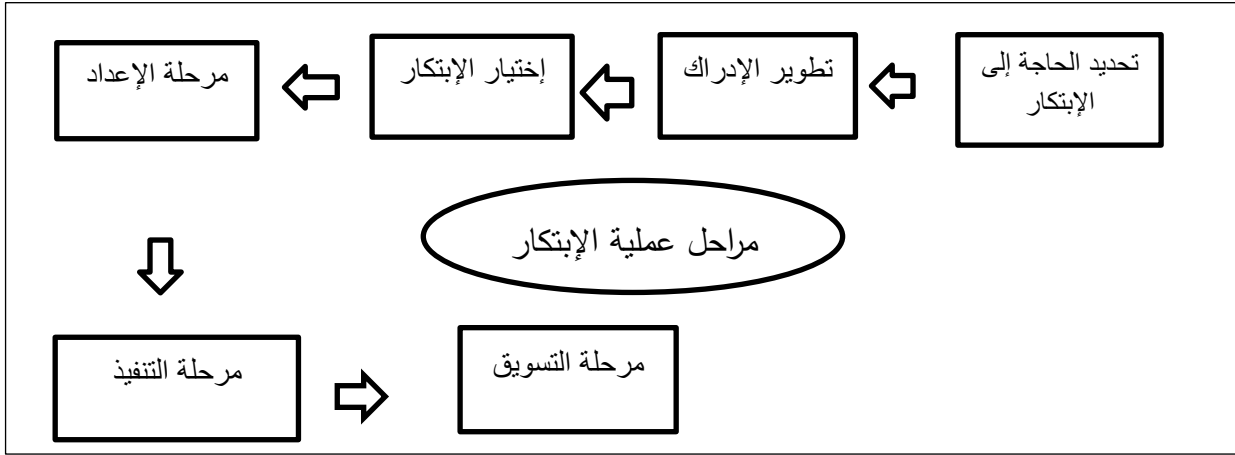 تحديد الحاجة إلى
الإبتكار
تطوير الإدراك
إختيار الإبتكار
مرحلة الإعداد
مراحل عملية الإبتكار
مرحلة التنفيذ
مرحلة التسويق